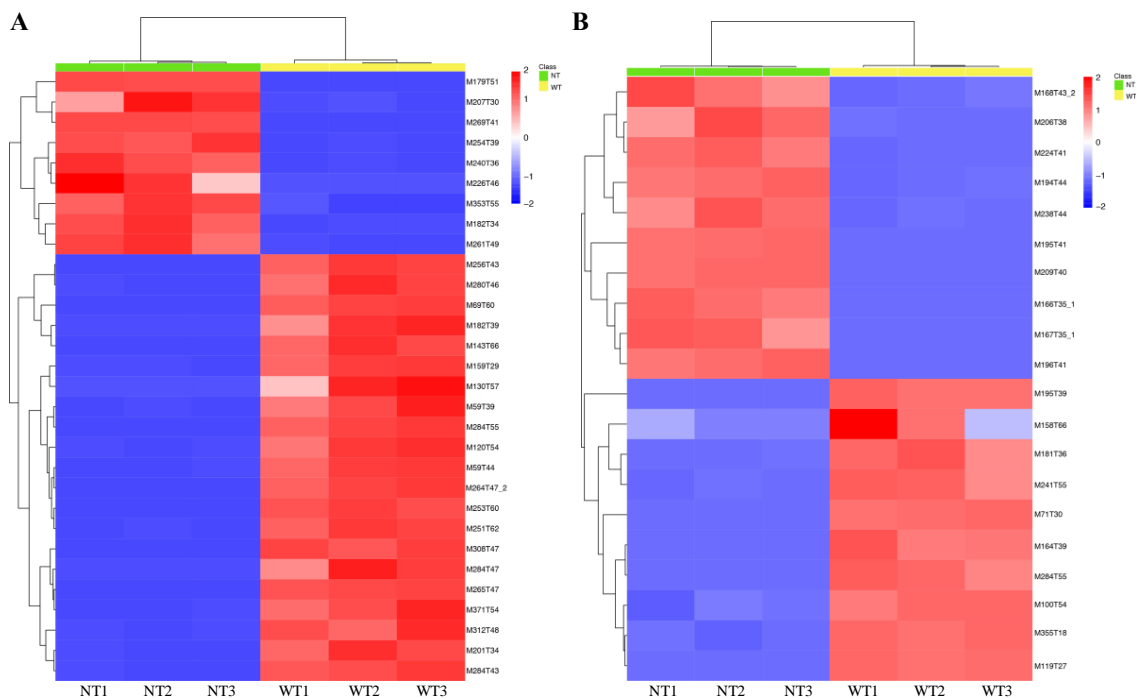 A
Class
NT
WT
2
1
0
−1
−2
M179T51
M207T30
M269T41
M254T39
M240T36
M226T46
M353T55
M182T34
M261T49
M256T43
M280T46
M69T60
M182T39
M143T66
M159T29
M130T57
M59T39
M284T55
M120T54
M59T44
M264T47_2
M253T60
M251T62
M308T47
M284T47
M265T47
M371T54
M312T48
M201T34
M284T43
NT1 NT2 NT3 WT1 WT2 WT3
B
Class
NT
WT
2
1
0
−1
−2
M168T43_2
M206T38
M224T41
M194T44
M238T44
M195T41
M209T40
M166T35_1
M167T35_1
M196T41
M195T39
M158T66
M181T36
M241T55
M71T30
M164T39
M284T55
M100T54
M355T18
M119T27
NT1 NT2 NT3 WT1 WT2 WT3